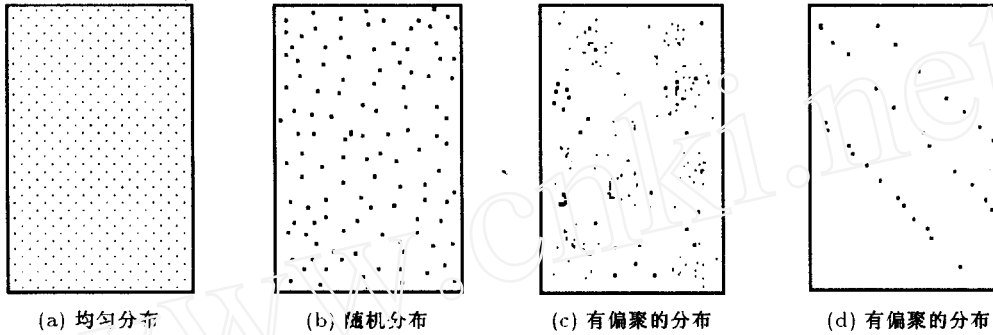 www.cnki.net
(a) 均匀分布
(b) 随机分布
(c) 有偏聚的分布
(d) 有偏聚的分布